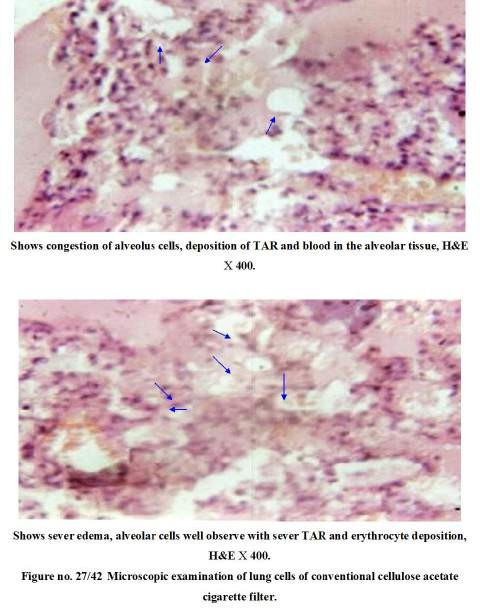 Shows congestion of alveolus cells, deposition of TAR and blood in the alveolar tissue, H&E
X 400.
Shows sever edema, alveolar cells well observe with sever TAR and erythrocyte deposition,
H&E X 400.
Figure no. 27/42 Microscopic examination of lung cells of conventional cellulose acetate
cigarette filter.